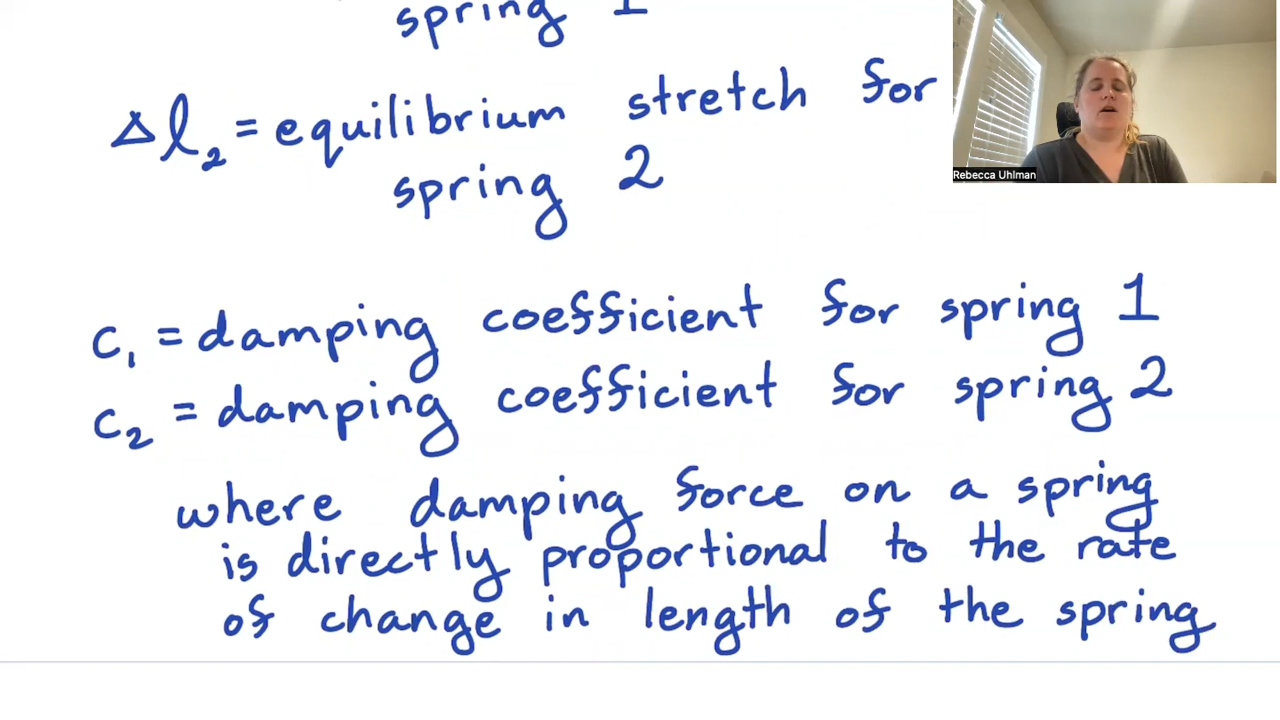 spring 1
Δl₂ = equilibrium stretch for
spring 2
c₁ = damping coefficient for spring 1
c₂ = damping coefficient for spring 2
where damping force on a spring
is directly proportional to the rate
of change in length of the spring
Rebecca Uhlman